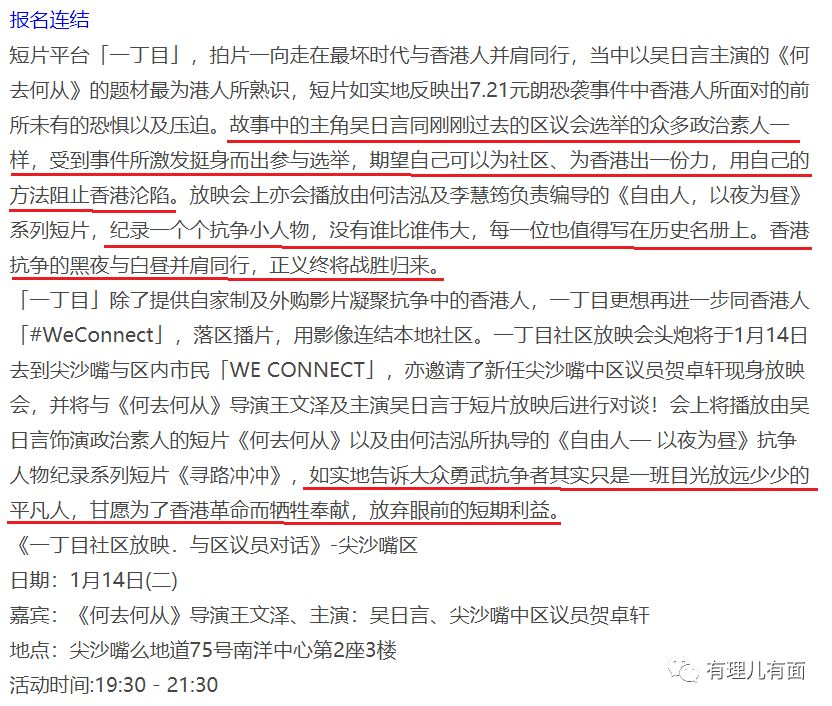 报名连结
短片平台「一丁目」，拍片一向走在最坏时代与香港人并肩同行，当中以吴日言主演的《何
去何从》的题材最为港人所熟识，短片如实地反映出7.21元朗恐袭事件中香港人所面对的前
所未有的恐惧以及压迫。故事中的主角吴日言同刚刚过去的区议会选举的众多政治素人一
样，受到事件所激发挺身而出参与选举，期望自己可以为社区、为香港出一份力，用自己的
方法阻止香港沦陷。放映会上亦会播放由何洁泓及李慧筠负责编导的《自由人，以夜为昼》
系列短片，纪录一个个抗争小人物，没有谁比谁伟大，每一位也值得写在历史名册上。香港
抗争的黑夜与白昼并肩同行，正义终将战胜归来。
「一丁目」除了提供自家制及外购影片凝聚抗争中的香港人，一丁目更想再进一步同香港人
「#WeConnect」，落区播片，用影像连结本地社区。一丁目社区放映会头炮将于1月14日
去到尖沙嘴与区内市民「WE CONNECT」，亦邀请了新任尖沙嘴中区议员贺卓轩现身放映
会，并将与《何去何从》导演王文泽及主演吴日言于短片放映后进行对谈！会上将播放由吴
日言饰演政治素人的短片《何去何从》以及由何洁泓所执导的《自由人— 以夜为昼》抗争
人物纪录系列短片《寻路冲冲》，如实地告诉大众勇武抗争者其实只是一班目光放远少少的
平凡人，甘愿为了香港革命而牺牲奉献，放弃眼前的短期利益。
《一丁目社区放映．与区议员对话》-尖沙嘴区
日期：1月14日(二)
嘉宾：《何去何从》导演王文泽、主演：吴日言、尖沙嘴中区议员贺卓轩
地点：尖沙嘴么地道75号南洋中心第2座3楼
活动时间:19:30 - 21:30
有理儿有面